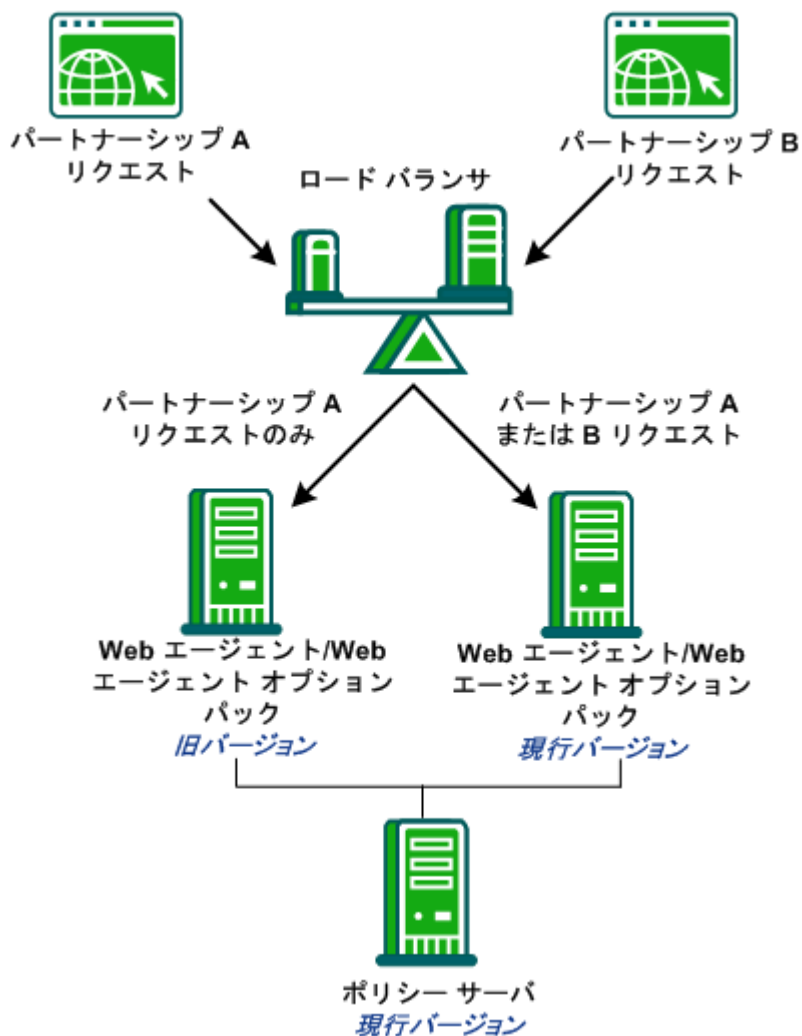 パートナーシップ A
リクエスト
パートナーシップ B
リクエスト
ロード バランサ
パートナーシップ A
リクエストのみ
パートナーシップ A
または B リクエスト
Web エージェント/Web
エージェント オプション
パック
旧バージョン
Web エージェント/Web
エージェント オプション
パック
現行バージョン
ポリシー サーバ
現行バージョン